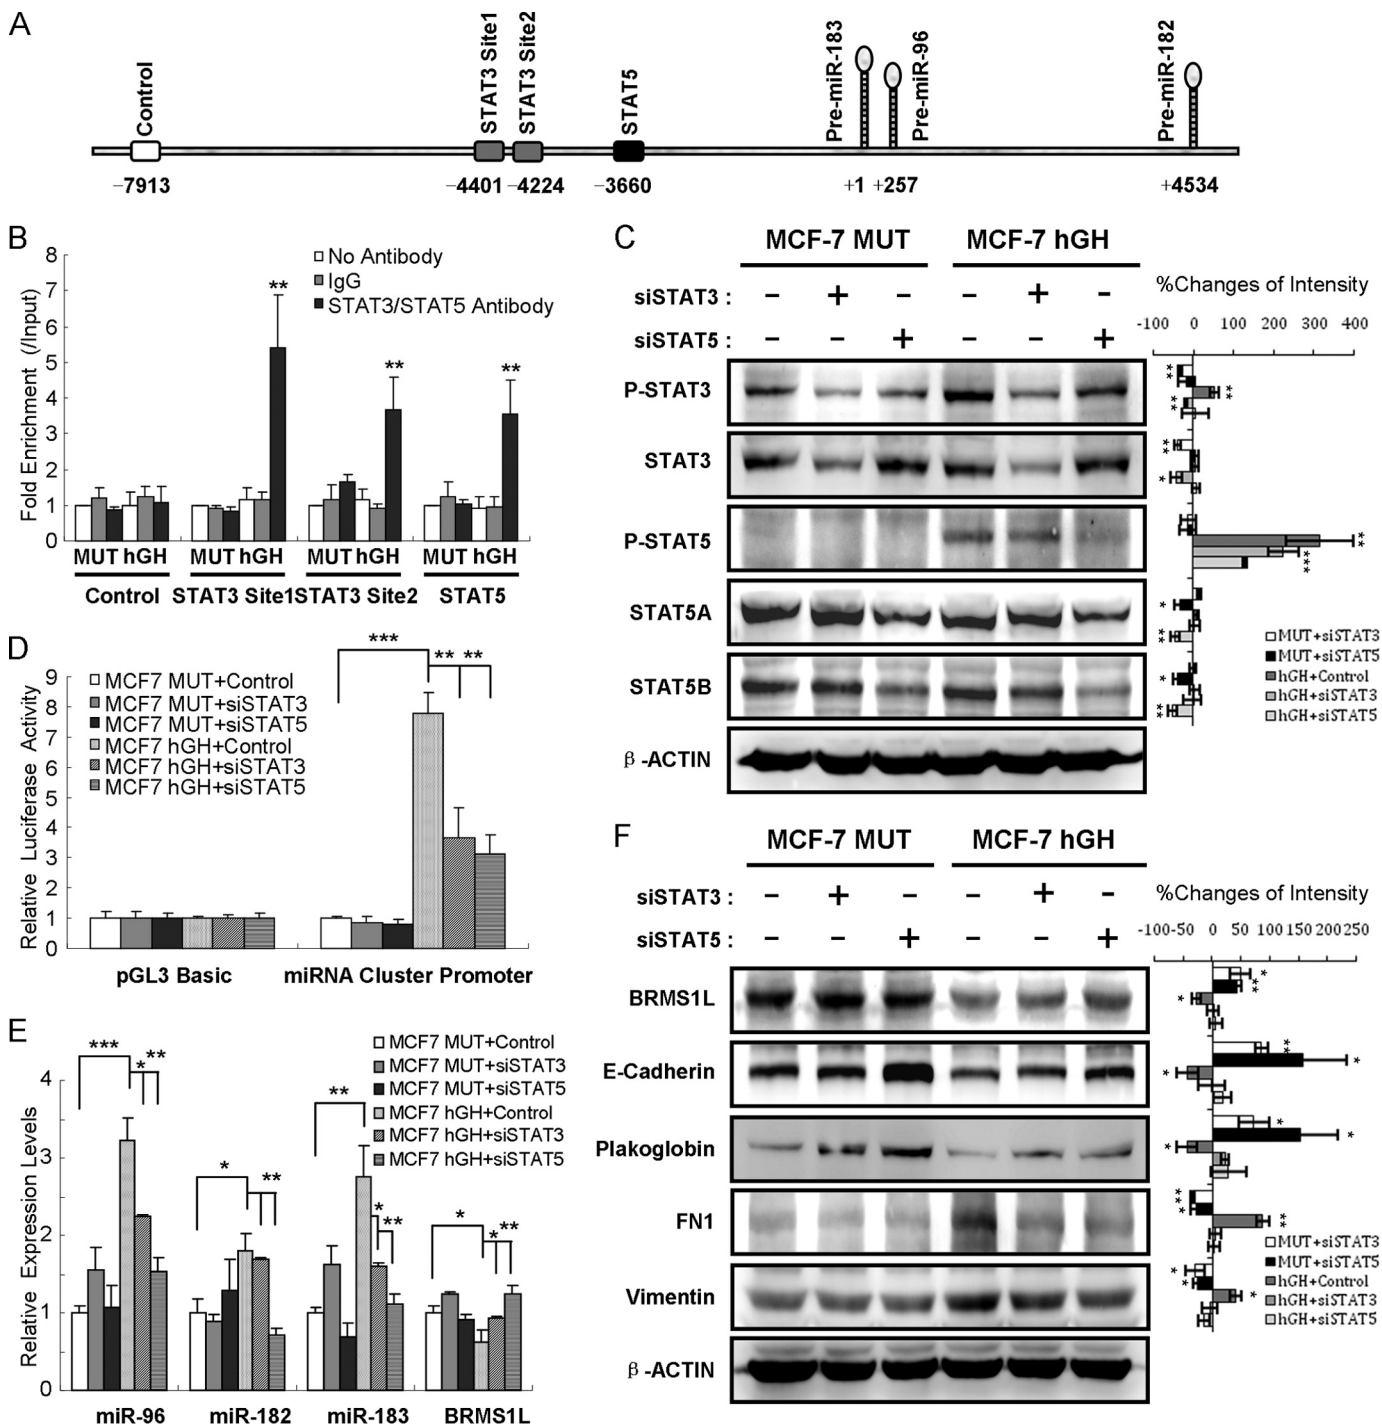 A
Control
STAT3 Site1
STAT3 Site2
STAT5
Pre-miR-183
Pre-miR-96
Pre-miR-182
−7913
−4401
−4224
−3660
+1
+257
+4534
B
Fold Enrichment (/Input)
8
7
6
5
4
3
2
1
0
No Antibody
IgG
STAT3/STAT5 Antibody
**
**
**
MUT hGH
MUT hGH
MUT hGH
MUT hGH
Control
STAT3 Site1
STAT3 Site2
STAT5
C
MCF-7 MUT
MCF-7 hGH
siSTAT3 : − + − − + −
siSTAT5 : − − + − − +
%Changes of Intensity
-100 0 100 200 300 400
P-STAT3
STAT3
P-STAT5
STAT5A
STAT5B
β-ACTIN
**
**
**
**
*
**
***
*
**
*
**
MUT+siSTAT3
MUT+siSTAT5
hGH+Control
hGH+siSTAT3
hGH+siSTAT5
D
Relative Luciferase Activity
9
8
7
6
5
4
3
2
1
0
MCF7 MUT+Control
MCF7 MUT+siSTAT3
MCF7 MUT+siSTAT5
MCF7 hGH+Control
MCF7 hGH+siSTAT3
MCF7 hGH+siSTAT5
***
** **
pGL3 Basic
miRNA Cluster Promoter
E
Relative Expression Levels
4
3
2
1
0
MCF7 MUT+Control
MCF7 MUT+siSTAT3
MCF7 MUT+siSTAT5
MCF7 hGH+Control
MCF7 hGH+siSTAT3
MCF7 hGH+siSTAT5
***
* **
*
**
**
*
**
*
* **
miR-96
miR-182
miR-183
BRMS1L
F
MCF-7 MUT
MCF-7 hGH
siSTAT3 : − + − − + −
siSTAT5 : − − + − − +
%Changes of Intensity
-100 -50 0 50 100 150 200 250
BRMS1L
E-Cadherin
Plakoglobin
FN1
Vimentin
β-ACTIN
*
**
*
**
*
*
*
*
*
***
**
*
*
*
MUT+siSTAT3
MUT+siSTAT5
hGH+Control
hGH+siSTAT3
hGH+siSTAT5